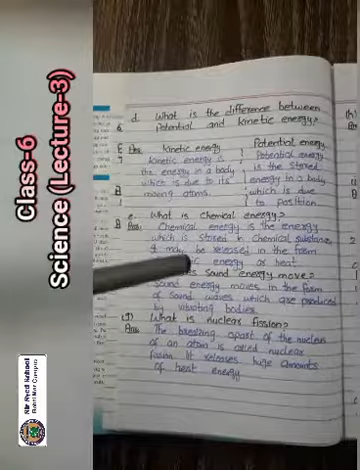 Class-6
Science (Lecture-3)
Sir Syed School
d. What is the difference between
Potential and kinetic energy?
Ans. Kinetic energy
Kinetic energy is
the energy in a body
which is due to its
moving atoms.
Potential energy
Potential energy
is the stored
energy in a body
which is due
to position.
e. What is chemical energy?
Ans: Chemical energy is the energy
which is stored in chemical substance
It may be released in the form
energy or heat
Sound energy move?
Sound energy moves in the form
of sound waves which are produced
by vibrating bodies.
g) What is nuclear fission?
Ans The breaking apart of the nucleus
of an atom is called nuclear
fission. It releases huge amounts
of heat energy